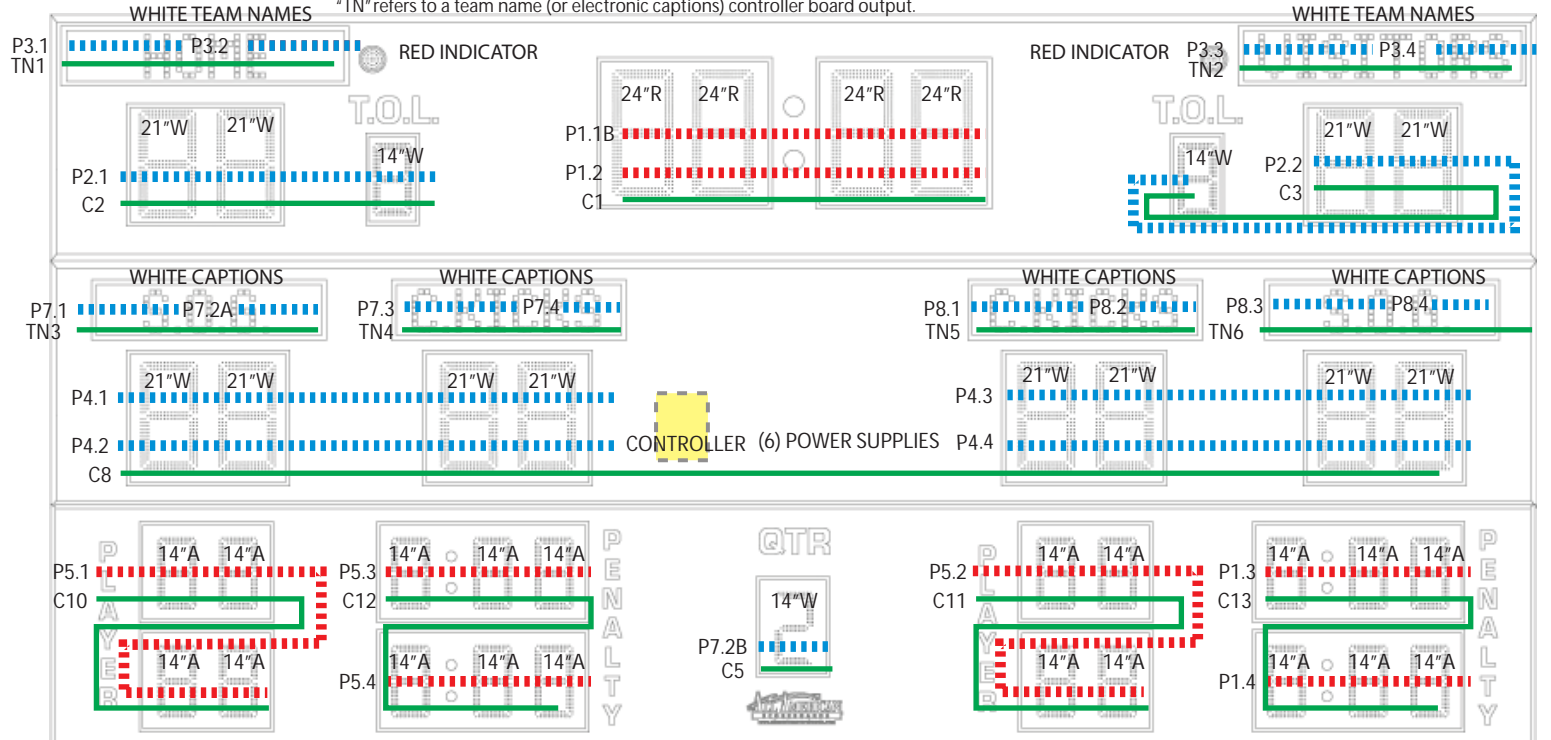 "TN" refers to a team name (or electronic captions) controller board output.
WHITE TEAM NAMES
WHITE TEAM NAMES
P3.1
P3.2
HOME
TN1
RED INDICATOR
RED INDICATOR
P3.3
P3.4
VISITORS
TN2
24"R
24"R
24"R
24"R
T.O.L.
T.O.L.
21"W
21"W
14"W
P2.1
C2
P1.1B
P1.2
C1
14"W
21"W
21"W
P2.2
C3
WHITE CAPTIONS
WHITE CAPTIONS
WHITE CAPTIONS
WHITE CAPTIONS
P7.1
P7.2A
TN3
P7.3
P7.4
TN4
P8.1
P8.2
TN5
P8.3
P8.4
TN6
21"W
21"W
21"W
21"W
21"W
21"W
21"W
21"W
P4.1
P4.2
C8
CONTROLLER
(6) POWER SUPPLIES
P4.3
P4.4
PLAYER
14"A
14"A
P5.1
C10
14"A
14"A
PENALTY
14"A
14"A
14"A
P5.3
C12
14"A
14"A
14"A
P5.4
QTR
14"W
2
P7.2B
C5
ALL AMERICAN
SCOREBOARDS
PLAYER
14"A
14"A
P5.2
C11
14"A
14"A
PENALTY
14"A
14"A
14"A
P1.3
C13
14"A
14"A
14"A
P1.4